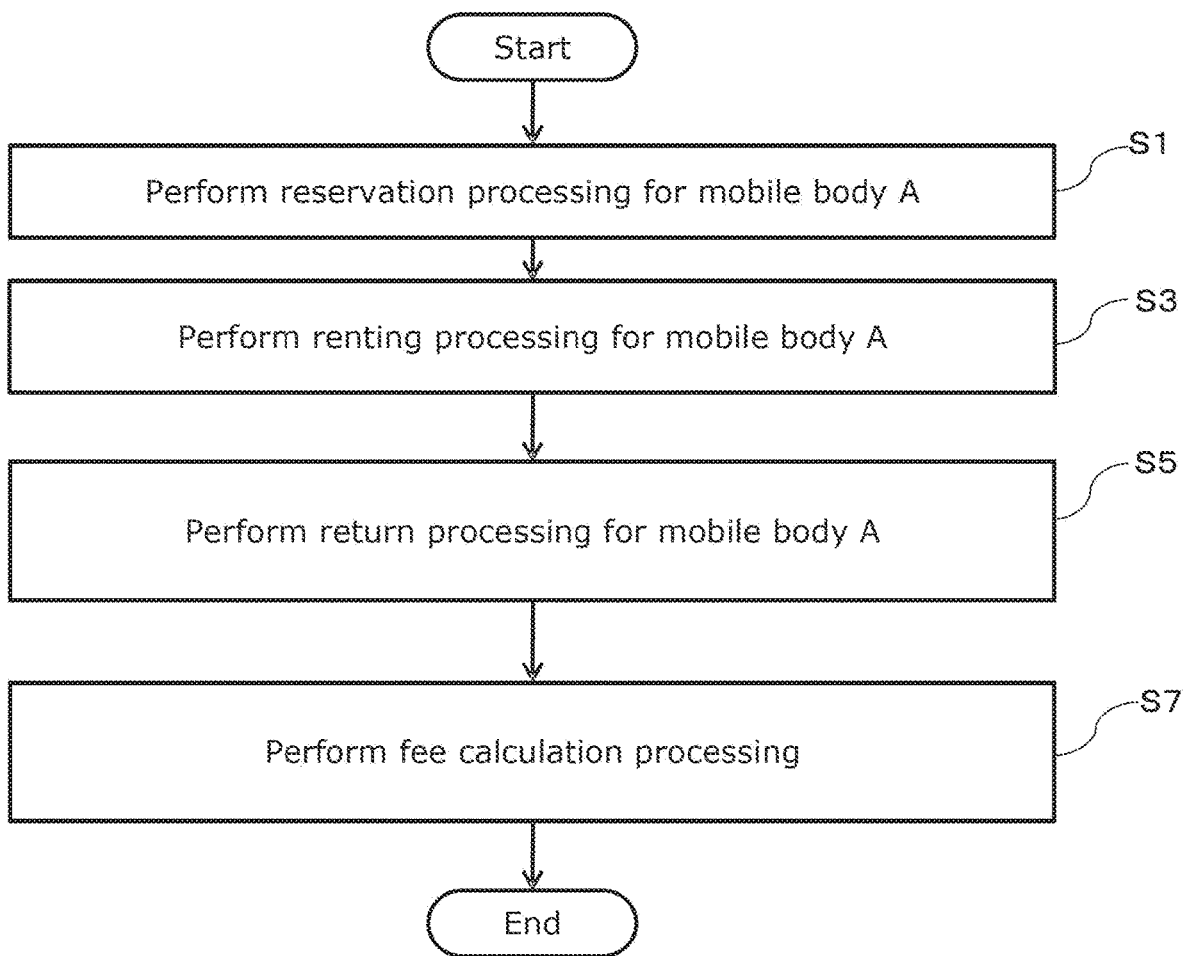 Start
S1
Perform reservation processing for mobile body A
S3
Perform renting processing for mobile body A
S5
Perform return processing for mobile body A
S7
Perform fee calculation processing
End